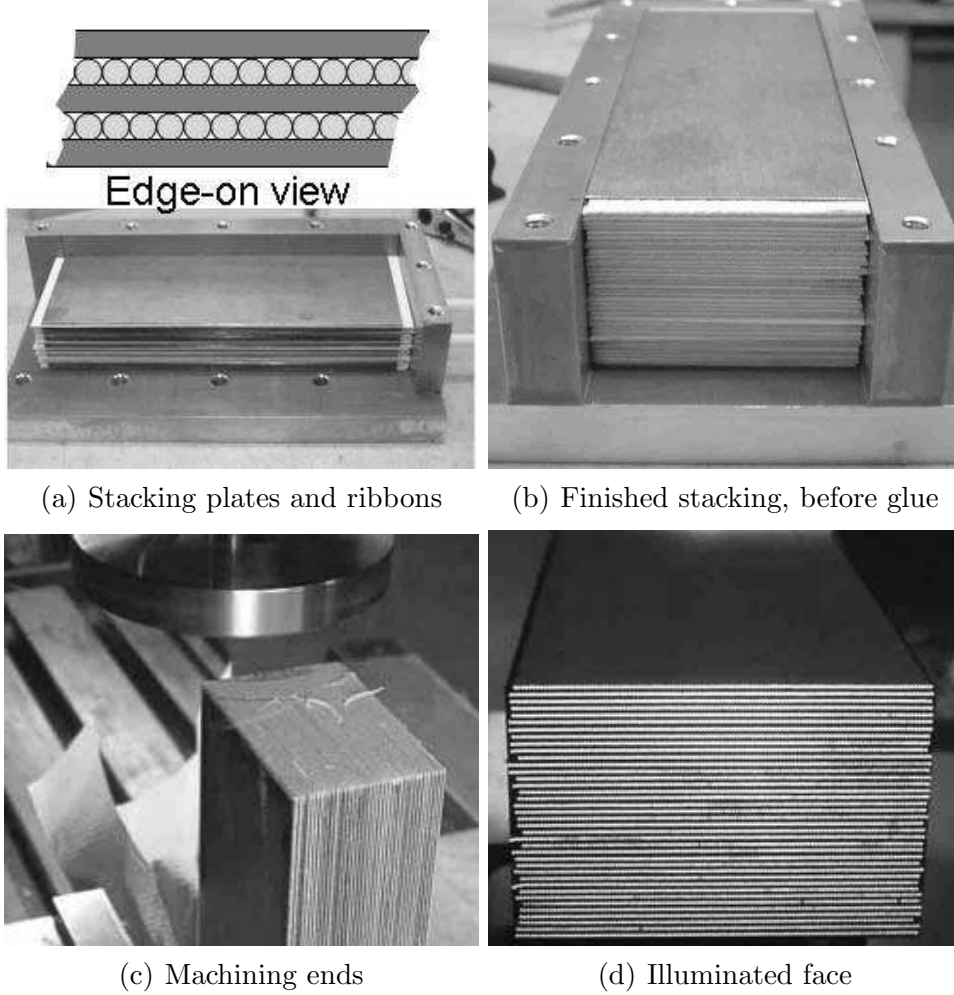 Edge-on view
(a) Stacking plates and ribbons
(b) Finished stacking, before glue
(c) Machining ends
(d) Illuminated face